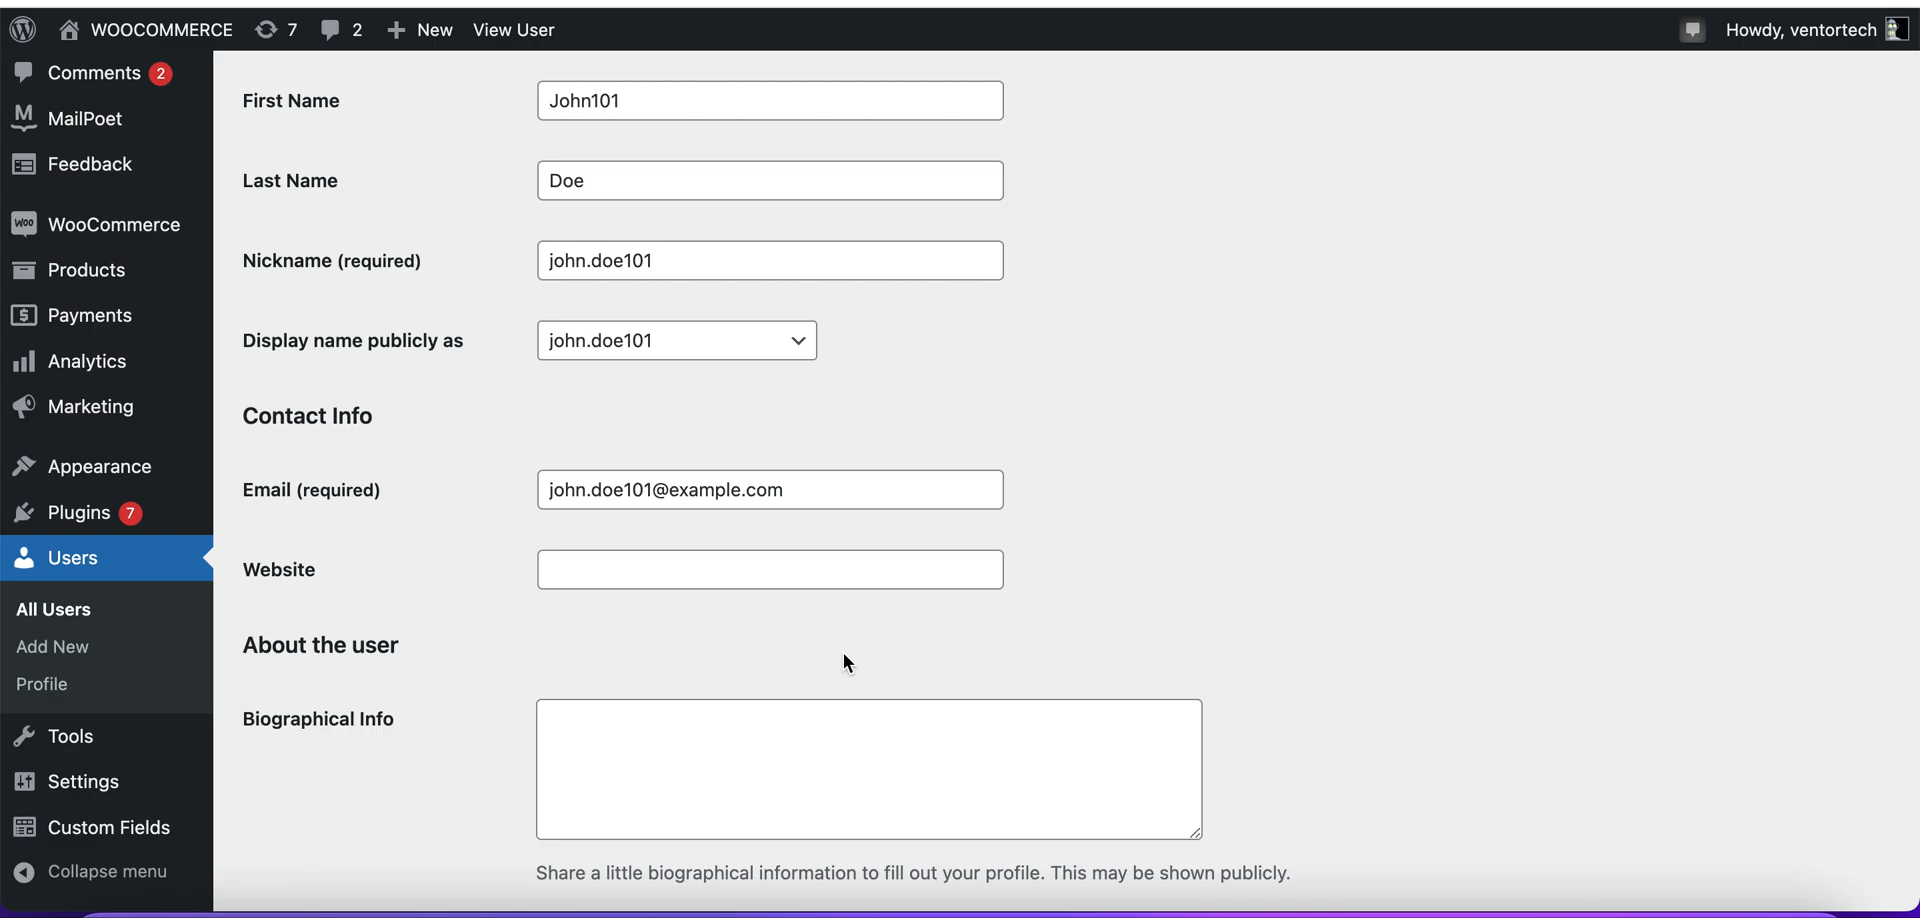 WOOCOMMERCE 7 2 New View User Howdy, ventortech
Comments 2
MailPoet
Feedback
WooCommerce
Products
Payments
Analytics
Marketing
Appearance
Plugins 7
Users
All Users
Add New
Profile
Tools
Settings
Custom Fields
Collapse menu
First Name John101
Last Name Doe
Nickname (required) john.doe101
Display name publicly as john.doe101
Contact Info
Email (required) john.doe101@example.com
Website
About the user
Biographical Info
Share a little biographical information to fill out your profile. This may be shown publicly.